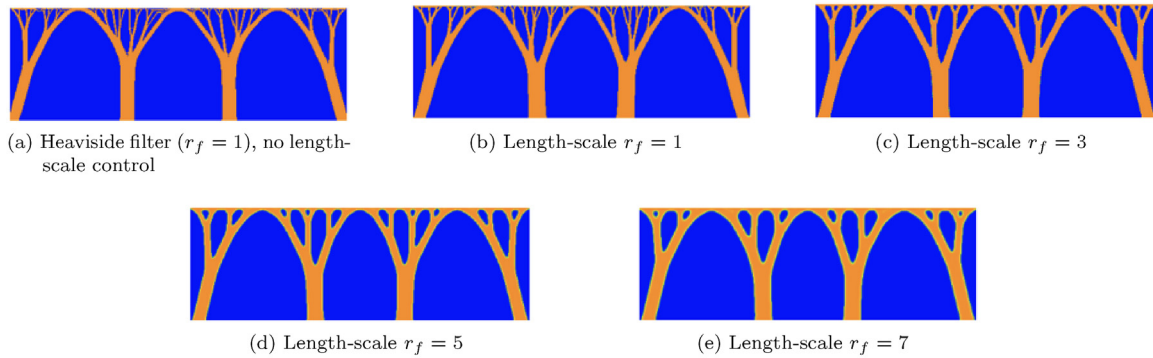 (a) Heaviside filter (r_f = 1), no length-
scale control
(b) Length-scale r_f = 1
(c) Length-scale r_f = 3
(d) Length-scale r_f = 5
(e) Length-scale r_f = 7